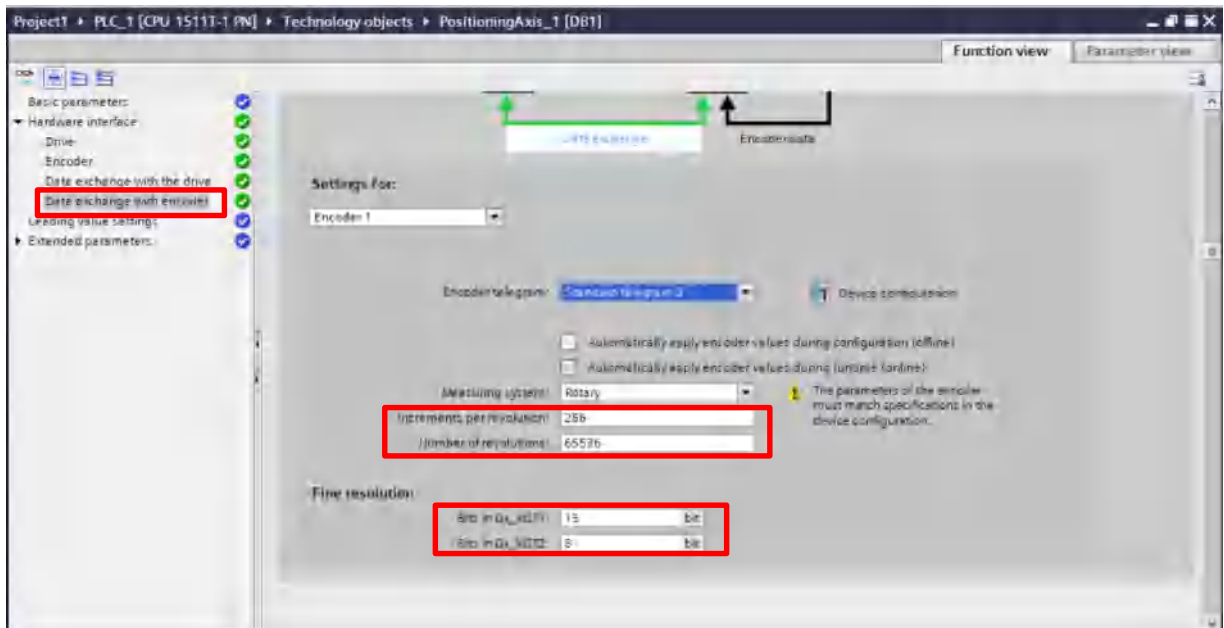 Project1 ▸ PLC_1 [CPU 1511T-1 PN] ▸ Technology objects ▸ PositioningAxis_1 [DB1]
Function view
Parameter view
Basic parameters
Hardware interface
Drive
Encoder
Data exchange with the drive
Data exchange with encoder
Leading value settings
Extended parameters
Data exchange
Encoder data
Settings for:
Encoder 1
Encoder telegram: Standard telegram 3
Device configuration
Automatically apply encoder values during configuration (offline)
Automatically apply encoder values during runtime (online)
Measuring system: Rotary
The parameters of the encoder
must match specifications in the
device configuration.
Increments per revolution: 256
Number of revolutions: 65536
Fine resolution
Bits in Gx_XIST1: 15 bit
Bits in Gx_XIST2: 8 bit